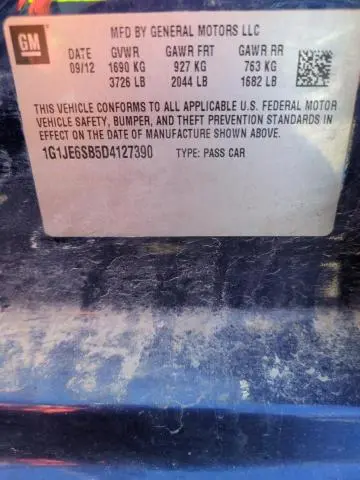 GM
MFD BY GENERAL MOTORS LLC
DATE GVWR GAWR FRT GAWR RR
09/12 1690 KG 927 KG 763 KG
3726 LB 2044 LB 1682 LB
THIS VEHICLE CONFORMS TO ALL APPLICABLE U.S. FEDERAL MOTOR
VEHICLE SAFETY, BUMPER, AND THEFT PREVENTION STANDARDS IN
EFFECT ON THE DATE OF MANUFACTURE SHOWN ABOVE.
1G1JE6SB5D4127390 TYPE: PASS CAR